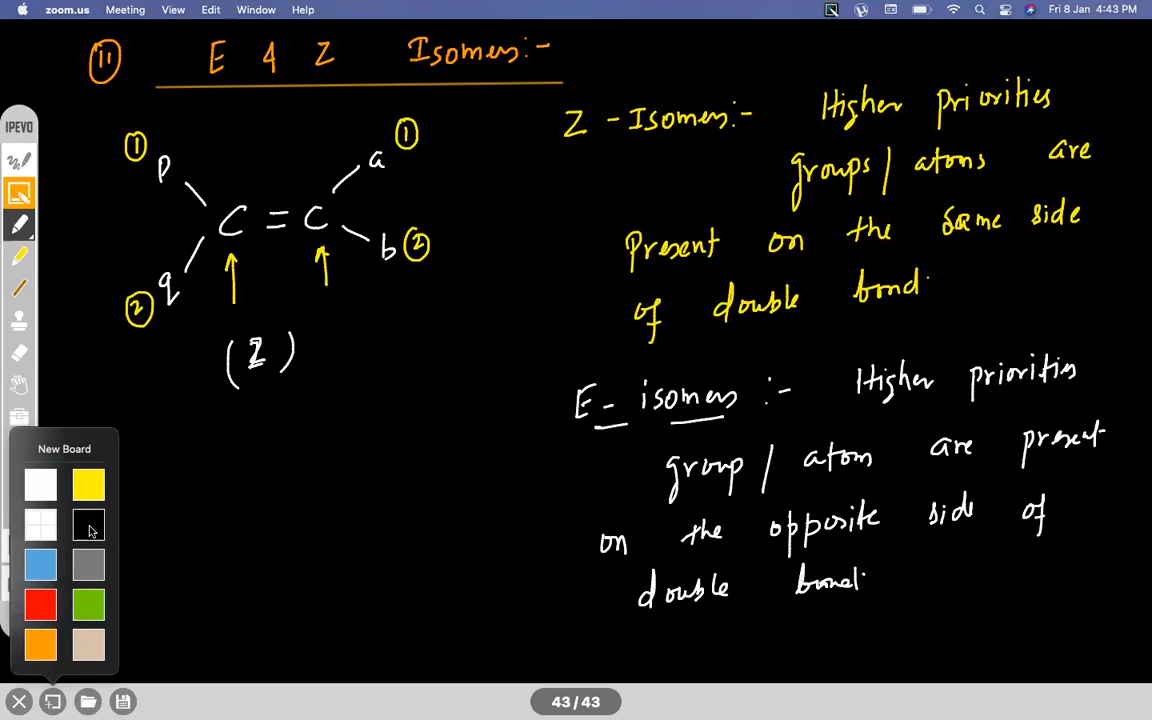 zoom.us Meeting View Edit Window Help Fri 8 Jan 4:43 PM
11 E & Z Isomers:-
Z - Isomers:- Higher priorities
groups/atoms are
Present on the same side
of double bond.
1 p a 1
C = C
2 q b 2
(Z)
E- isomers :- Higher priorities
group/atom are present
on the opposite side of
double bond.
IPEVO
New Board
43/43